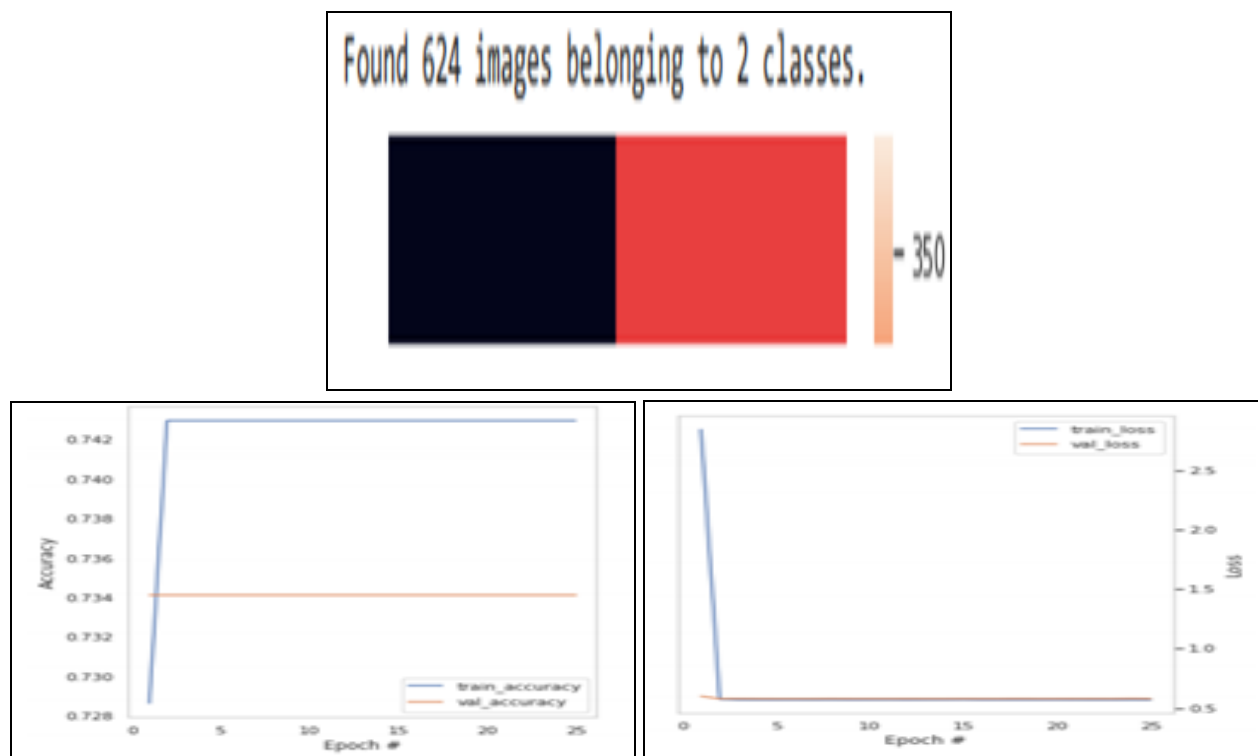 Found 624 images belonging to 2 classes.
350
0.742
0.740
0.738
0.736
0.734
0.732
0.730
0.728
Accuracy
train_accuracy
val_accuracy
0 5 10 15 20 25
Epoch #
train_loss
val_loss
2.5
2.0
1.5
1.0
0.5
Loss
0 5 10 15 20 25
Epoch #